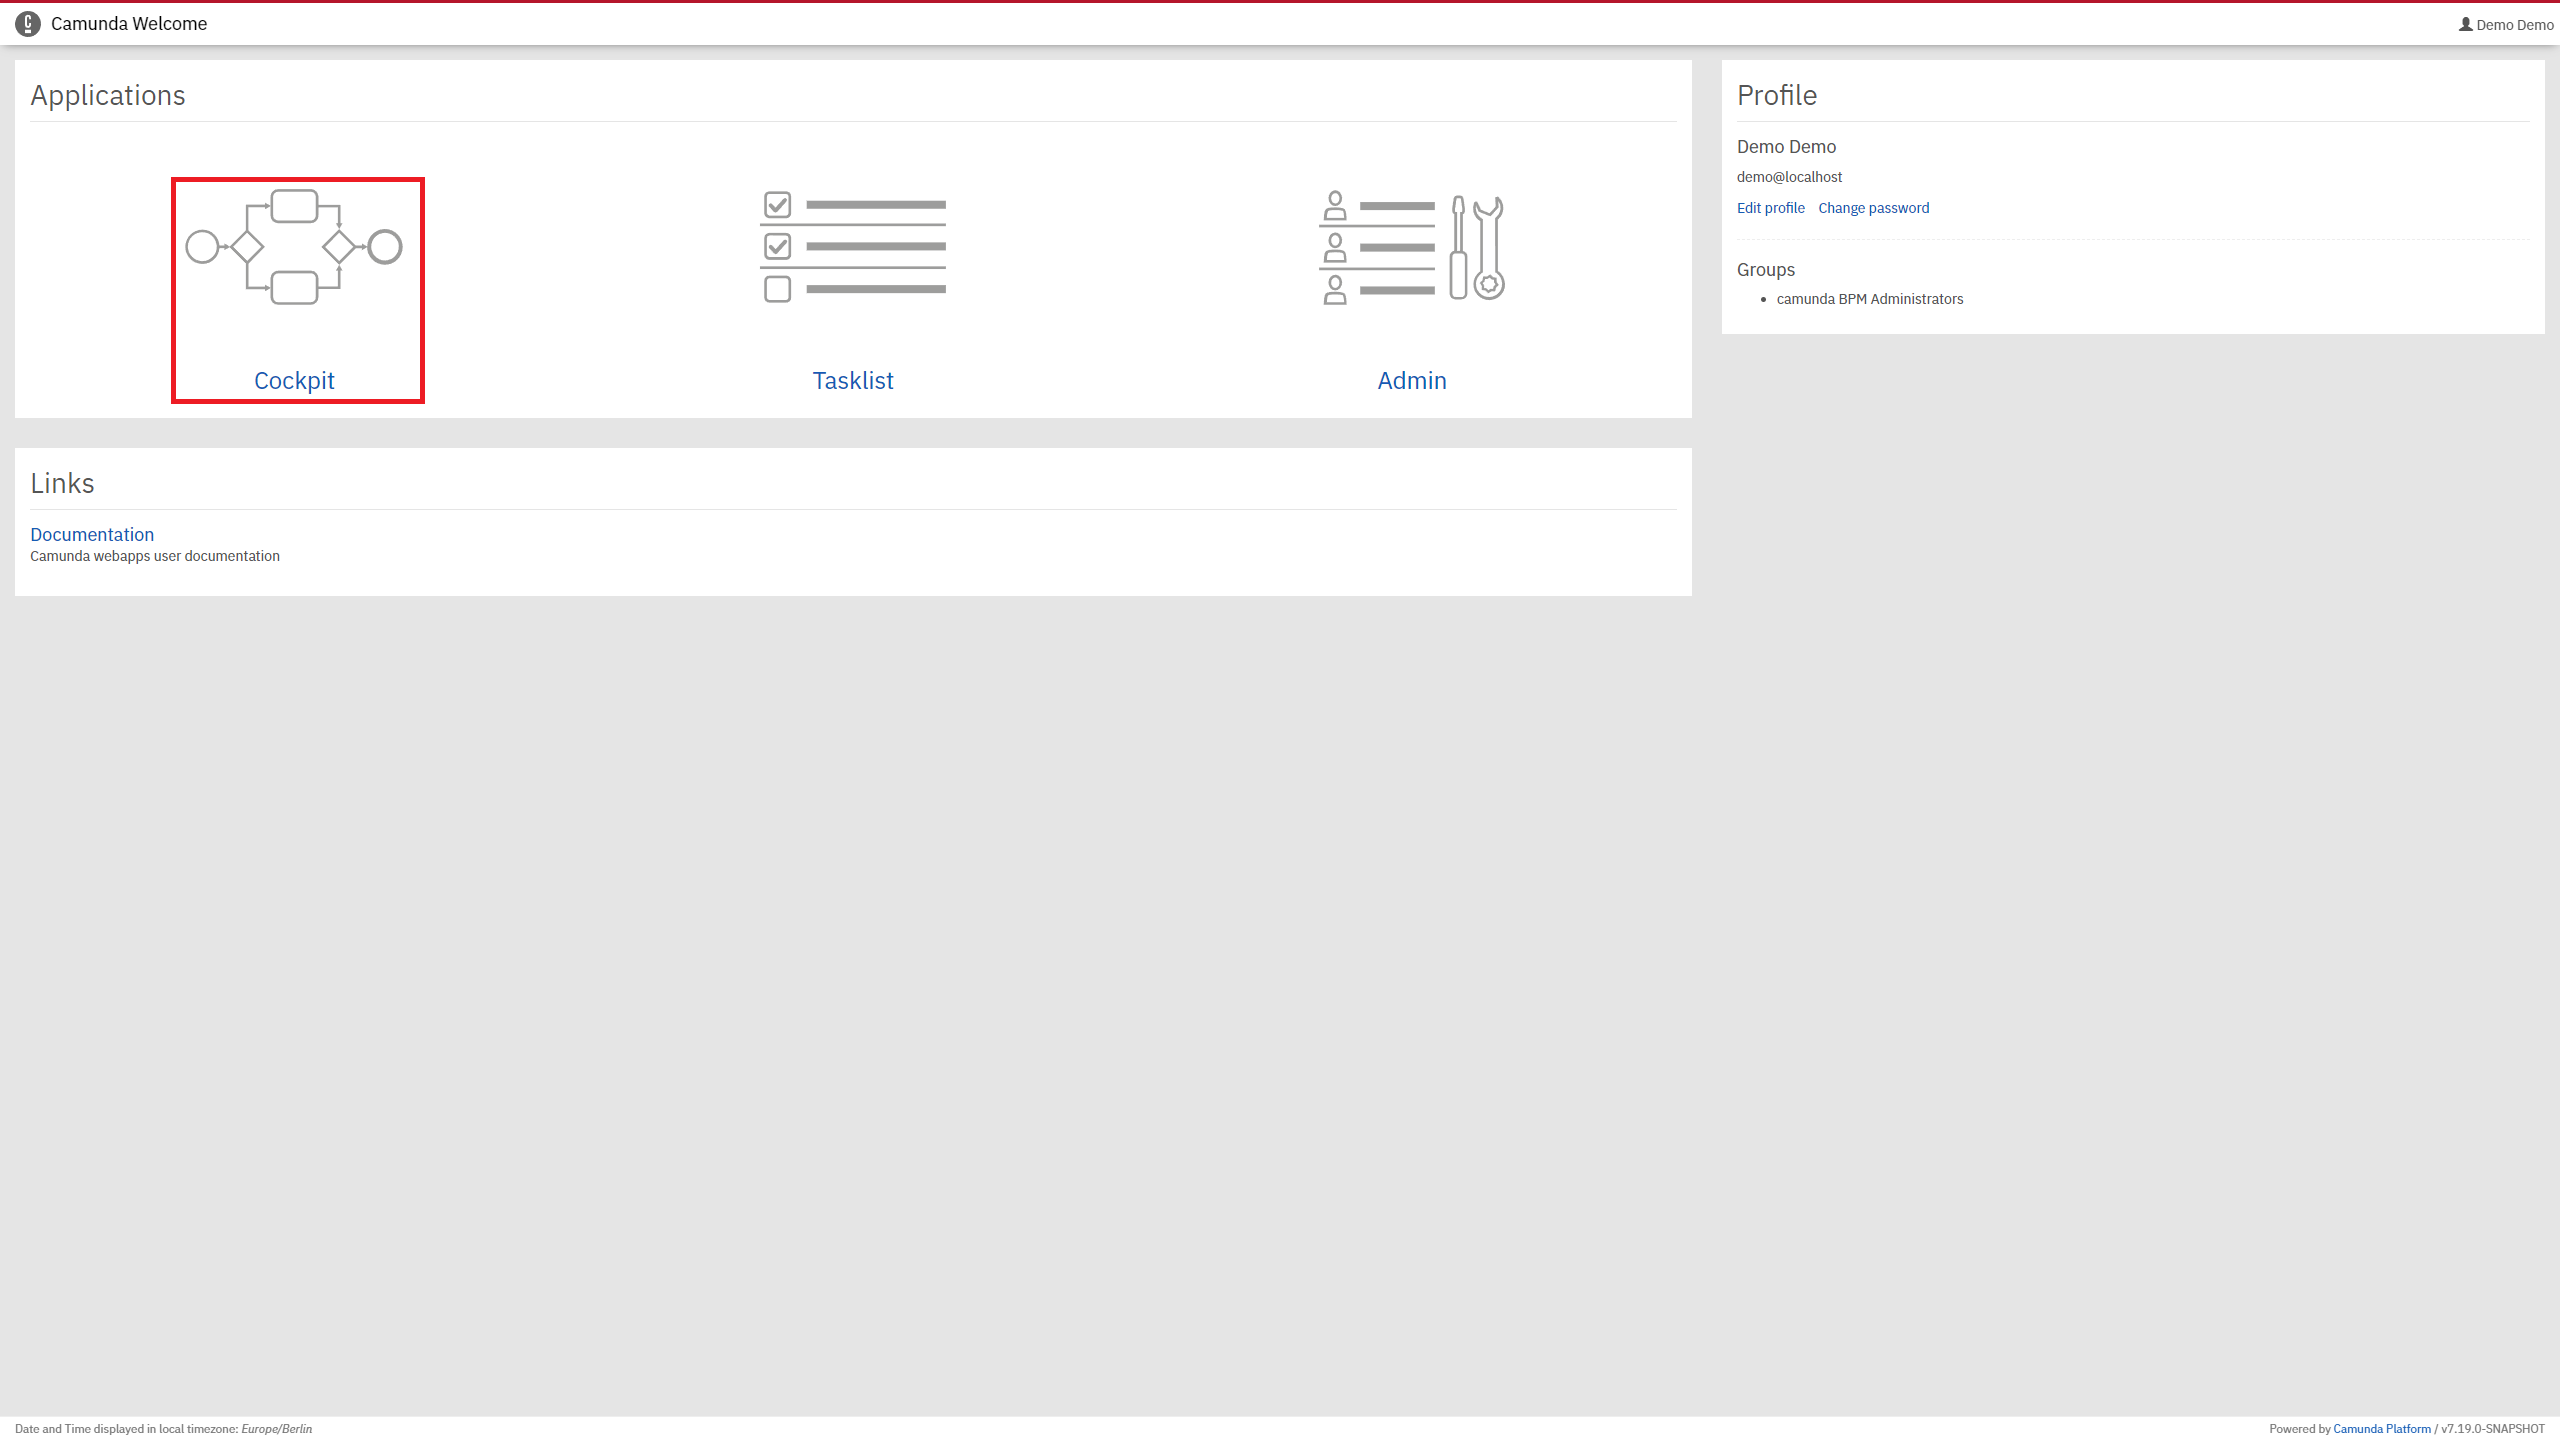 Camunda Welcome
Demo Demo
Applications
Cockpit
Tasklist
Admin
Links
Documentation
Camunda webapps user documentation
Profile
Demo Demo
demo@localhost
Edit profile Change password
Groups
camunda BPM Administrators
Date and Time displayed in local timezone: Europe/Berlin
Powered by Camunda Platform / v7.19.0-SNAPSHOT